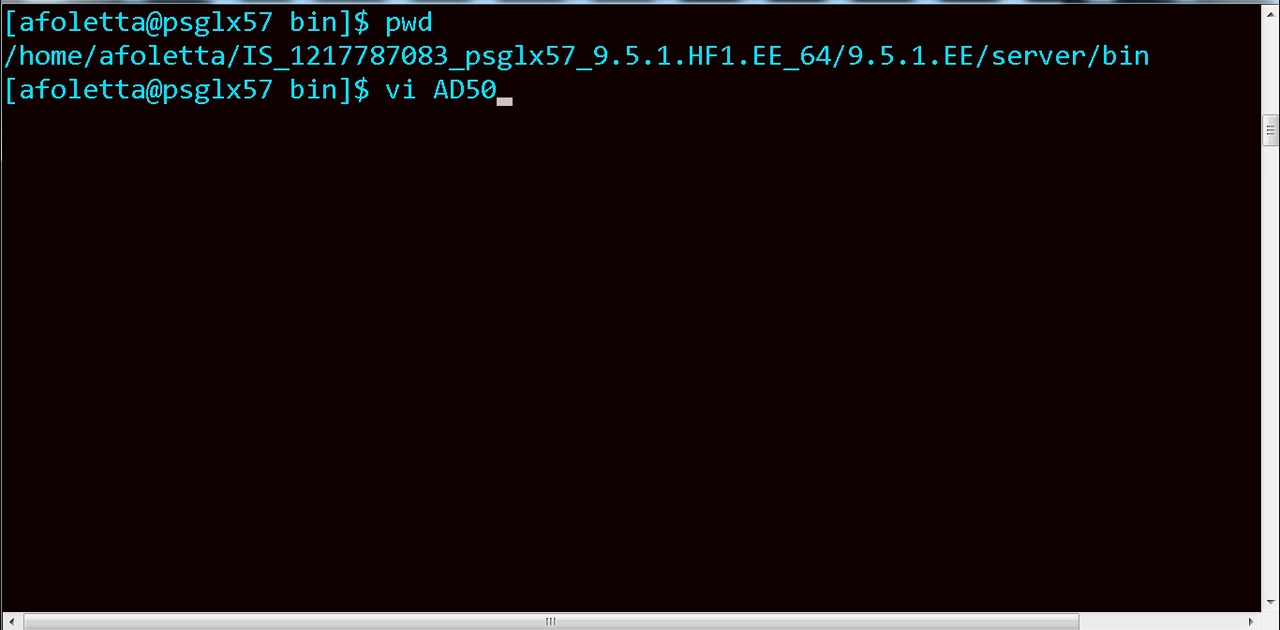 [afoletta@psglx57 bin]$ pwd
/home/afoletta/IS_1217787083_psglx57_9.5.1.HF1.EE_64/9.5.1.EE/server/bin
[afoletta@psglx57 bin]$ vi AD50